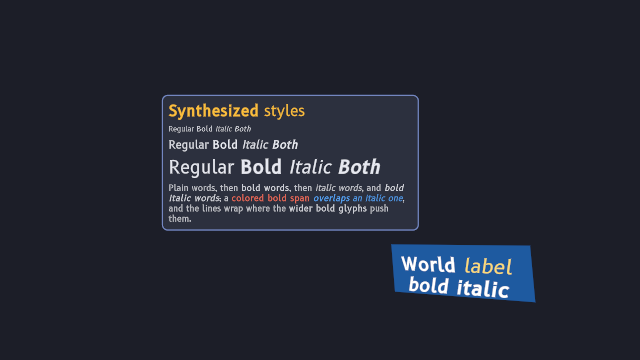 Synthesized styles
Regular Bold Italic Both
Regular Bold Italic Both
Regular Bold Italic Both
Plain words, then bold words, then italic words, and bold
italic words; a colored bold span overlaps an italic one,
and the lines wrap where the wider bold glyphs push
them.
World label
bold italic